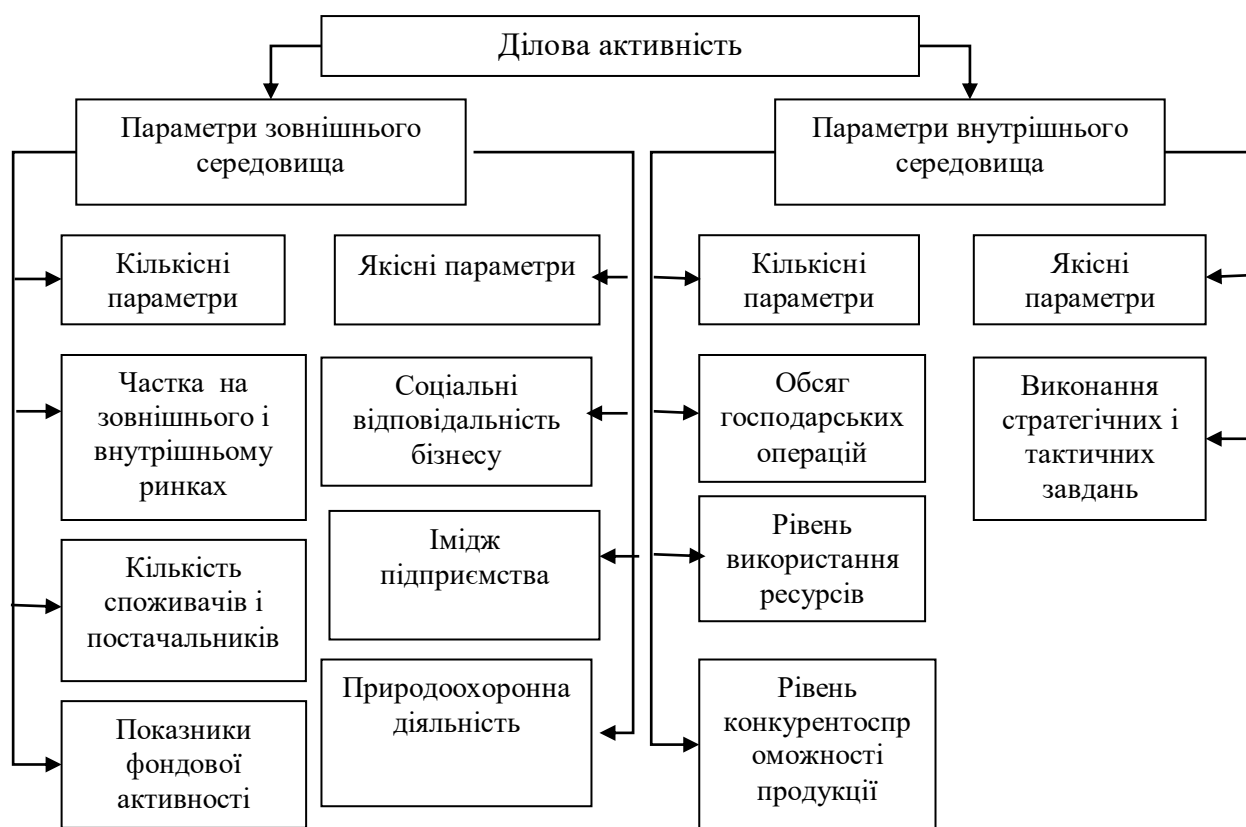 Ділова активність
Параметри зовнішнього
середовища
Параметри внутрішнього
середовища
Кількісні
параметри
Якісні параметри
Кількісні
параметри
Якісні
параметри
Частка на
зовнішнього і
внутрішньому
ринках
Соціальні
відповідальність
бізнесу
Обсяг
господарських
операцій
Виконання
стратегічних і
тактичних
завдань
Кількість
споживачів і
постачальників
Імідж
підприємства
Рівень
використання
ресурсів
Показники
фондової
активності
Природоохоронна
діяльність
Рівень
конкурентоспр
оможності
продукції